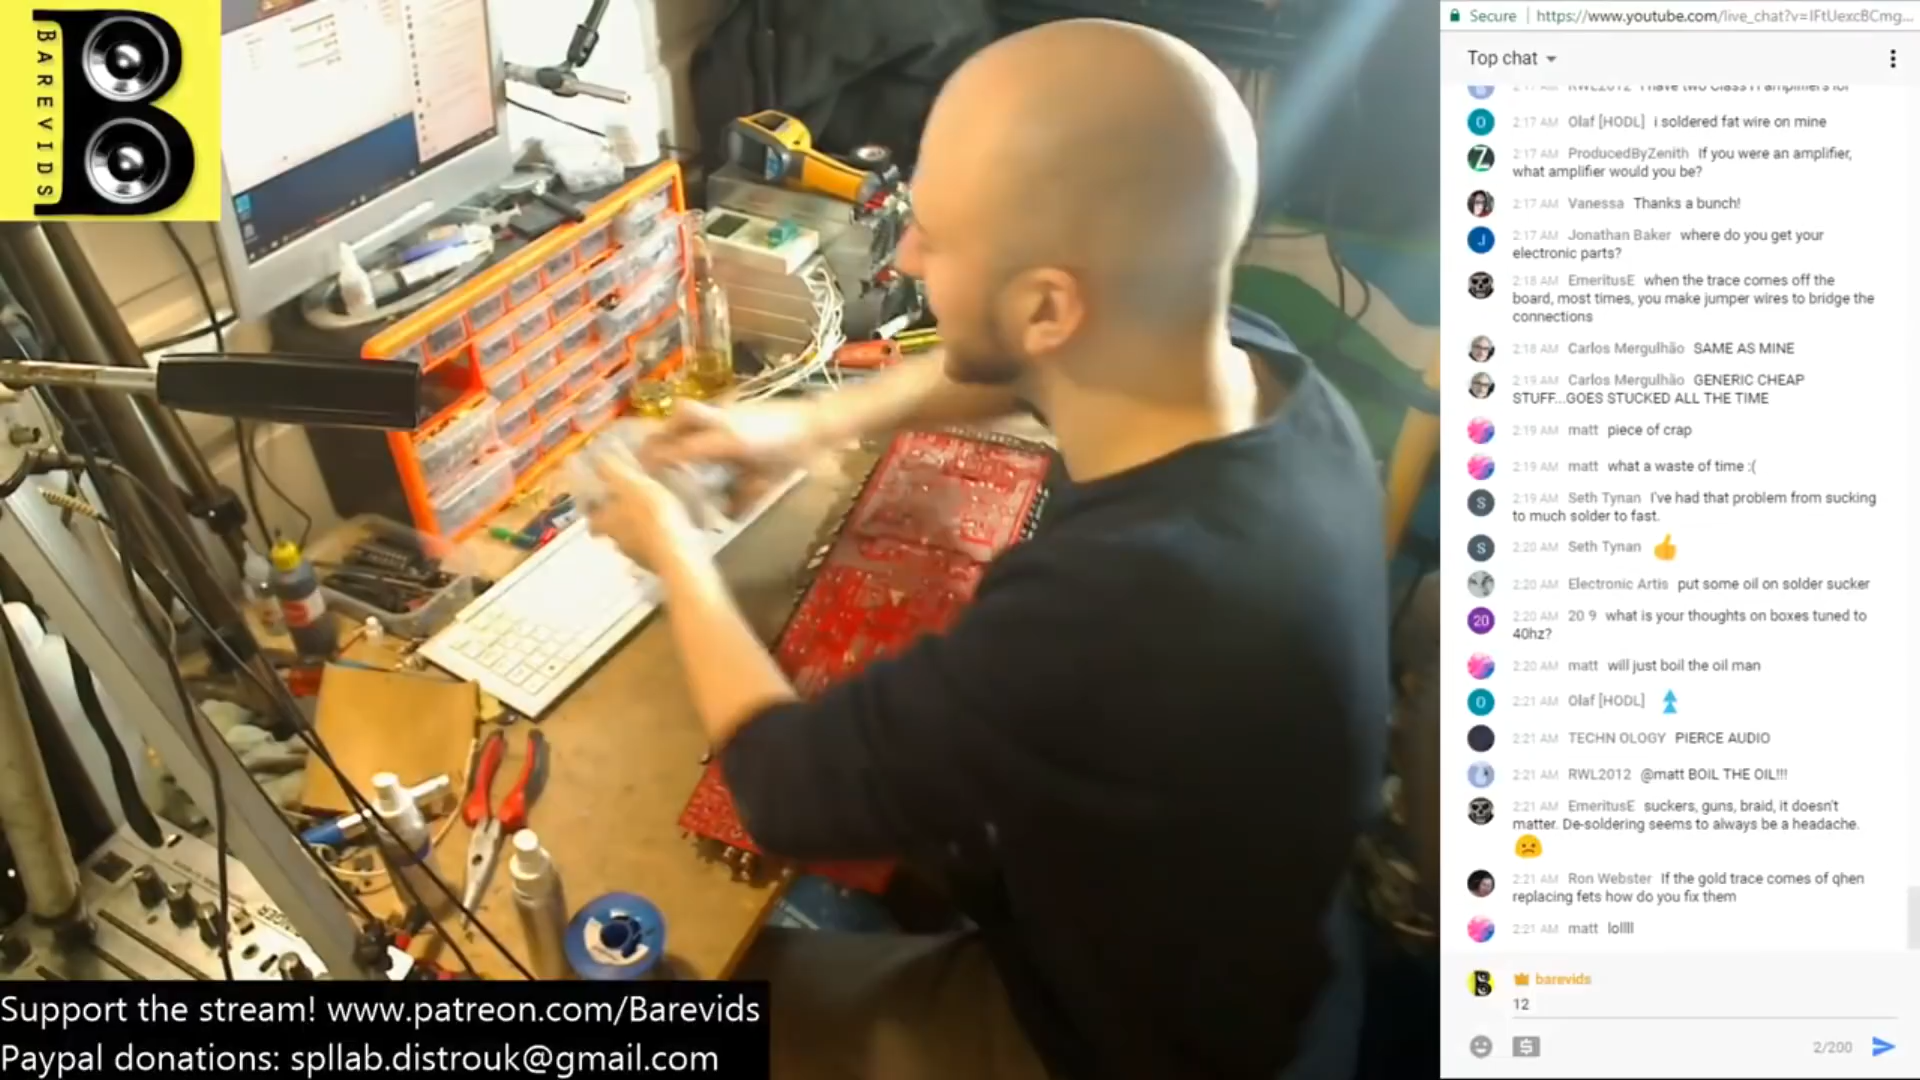 BAREVIDS
Secure https://www.youtube.com/live_chat?v=IFtUexcBCmg...
Top chat
2:17 AM RWL2012 I have two Class H amplifiers lol
2:17 AM Olaf [HODL] i soldered fat wire on mine
2:17 AM ProducedByZenith If you were an amplifier,
what amplifier would you be?
2:17 AM Vanessa Thanks a bunch!
2:17 AM Jonathan Baker where do you get your
electronic parts?
2:18 AM EmeritusE when the trace comes off the
board, most times, you make jumper wires to bridge the
connections
2:18 AM Carlos Mergulhão SAME AS MINE
2:19 AM Carlos Mergulhão GENERIC CHEAP
STUFF...GOES STUCKED ALL THE TIME
2:19 AM matt piece of crap
2:19 AM matt what a waste of time :(
2:19 AM Seth Tynan I've had that problem from sucking
to much solder to fast.
2:20 AM Seth Tynan
2:20 AM Electronic Artis put some oil on solder sucker
2:20 AM 20 9 what is your thoughts on boxes tuned to
40hz?
2:20 AM matt will just boil the oil man
2:21 AM Olaf [HODL]
2:21 AM TECHN OLOGY PIERCE AUDIO
2:21 AM RWL2012 @matt BOIL THE OIL!!!
2:21 AM EmeritusE suckers, guns, braid, it doesn't
matter. De-soldering seems to always be a headache.
2:21 AM Ron Webster If the gold trace comes of qhen
replacing fets how do you fix them
2:21 AM matt lollll
barevids
12
2/200
Support the stream! www.patreon.com/Barevids
Paypal donations: spllab.distrouk@gmail.com